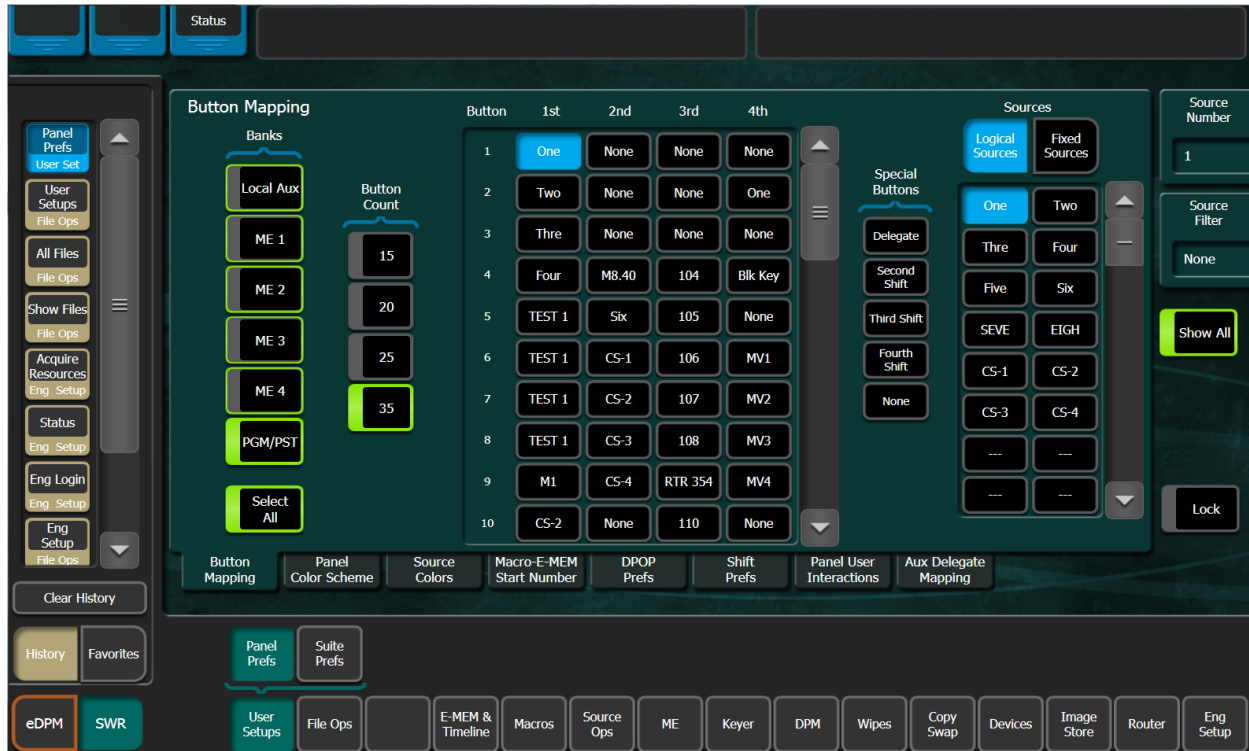 Status
Panel
Prefs
User Set
User
Setups
File Ops
All Files
File Ops
Show Files
File Ops
Acquire
Resources
Eng Setup
Status
Eng Setup
Eng Login
Eng Setup
Eng
Setup
File Ops
Clear History
History Favorites
eDPM SWR
Button Mapping
Banks
Local Aux
ME 1
ME 2
ME 3
ME 4
PGM/PST
Select
All
Button
Count
15
20
25
35
Button 1st 2nd 3rd 4th
1 One None None None
2 Two None None One
3 Thre None None None
4 Four M8.40 104 Blk Key
5 TEST 1 Six 105 None
6 TEST 1 CS-1 106 MV1
7 TEST 1 CS-2 107 MV2
8 TEST 1 CS-3 108 MV3
9 M1 CS-4 RTR 354 MV4
10 CS-2 None 110 None
Special
Buttons
Delegate
Second
Shift
Third Shift
Fourth
Shift
None
Sources
Logical
Sources
Fixed
Sources
One Two
Thre Four
Five Six
SEVE EIGH
CS-1 CS-2
CS-3 CS-4
--- ---
--- ---
Source
Number
1
Source
Filter
None
Show All
Lock
Button
Mapping
Panel
Color Scheme
Source
Colors
Macro-E-MEM
Start Number
DPOP
Prefs
Shift
Prefs
Panel User
Interactions
Aux Delegate
Mapping
Panel
Prefs
Suite
Prefs
User
Setups
File Ops
E-MEM &
Timeline
Macros
Source
Ops
ME
Keyer
DPM
Wipes
Copy
Swap
Devices
Image
Store
Router
Eng
Setup